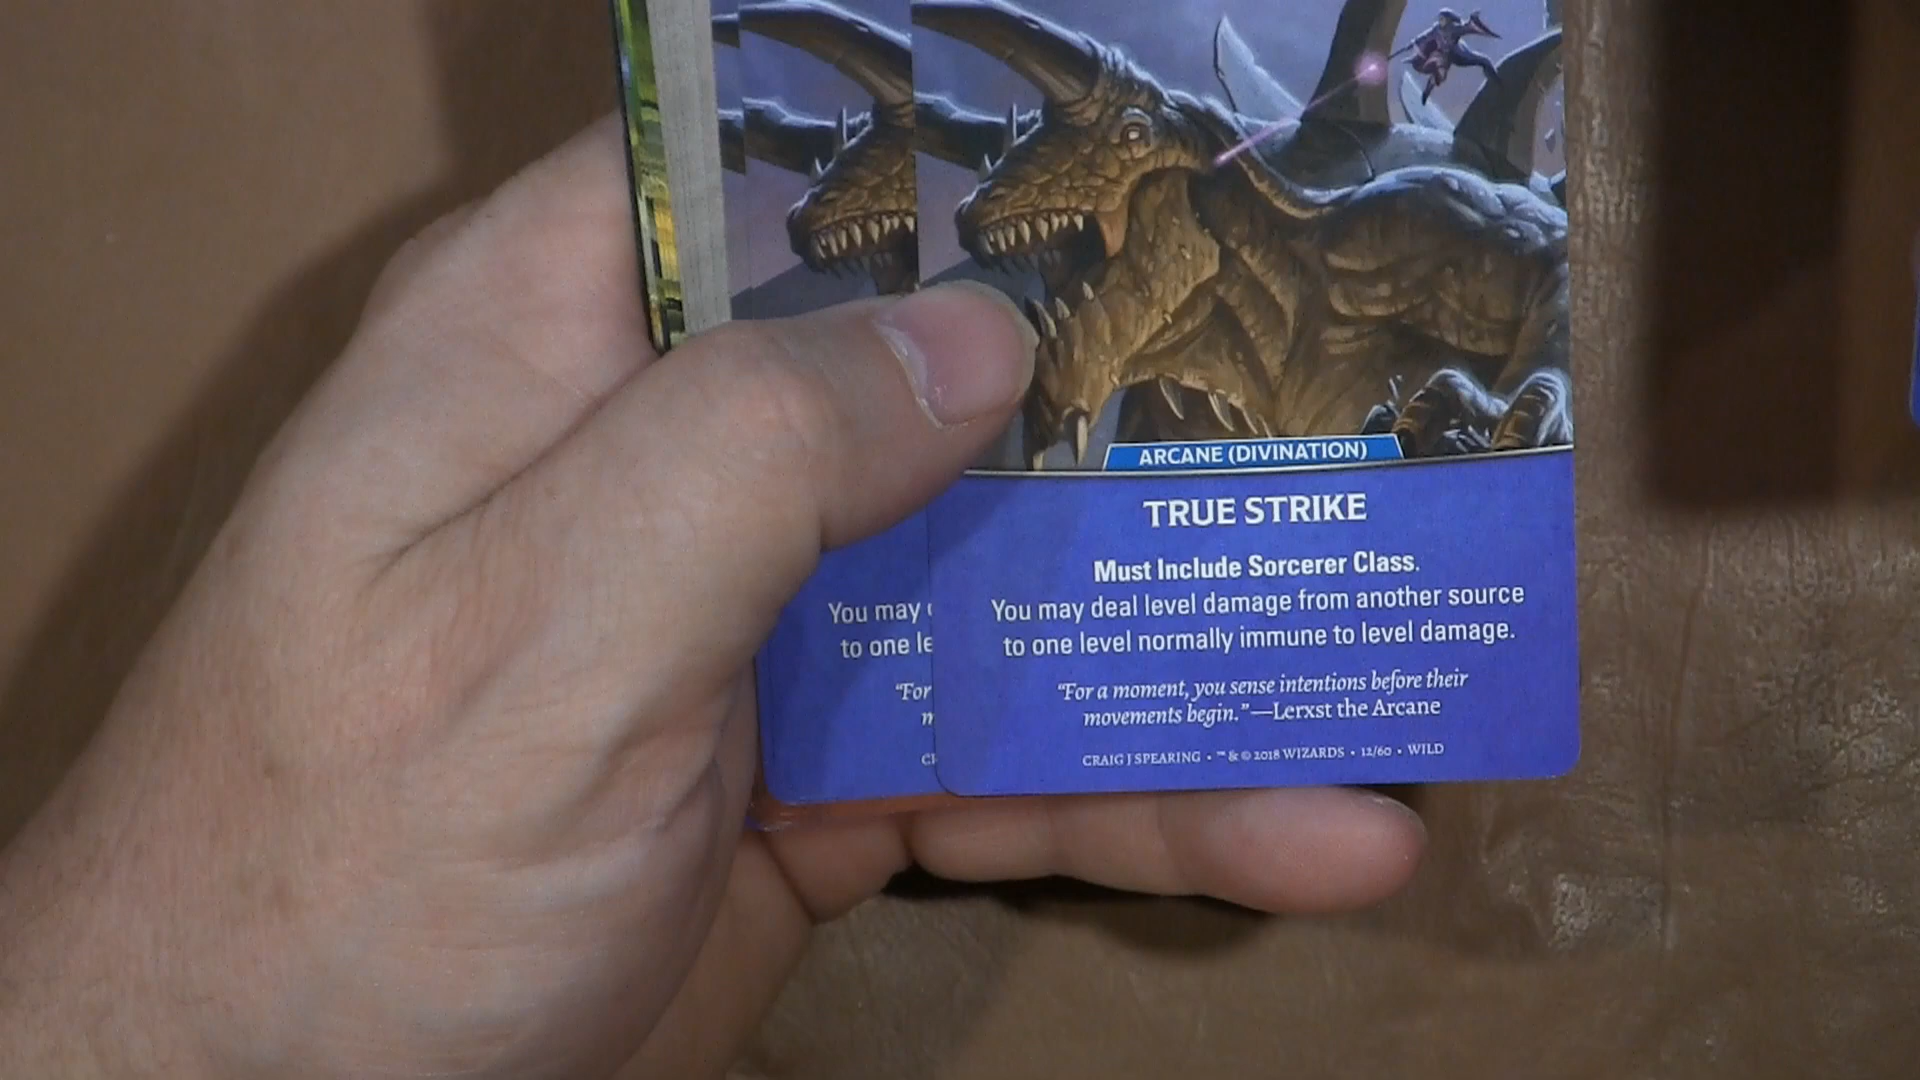 ARCANE (DIVINATION)
TRUE STRIKE
Must Include Sorcerer Class.
You may deal level damage from another source
to one level normally immune to level damage.
"For a moment, you sense intentions before their
movements begin."—Lerxst the Arcane
CRAIG J SPEARING • ™ & © 2018 WIZARDS • 12/60 • WILD
You may
to one le
"For
m